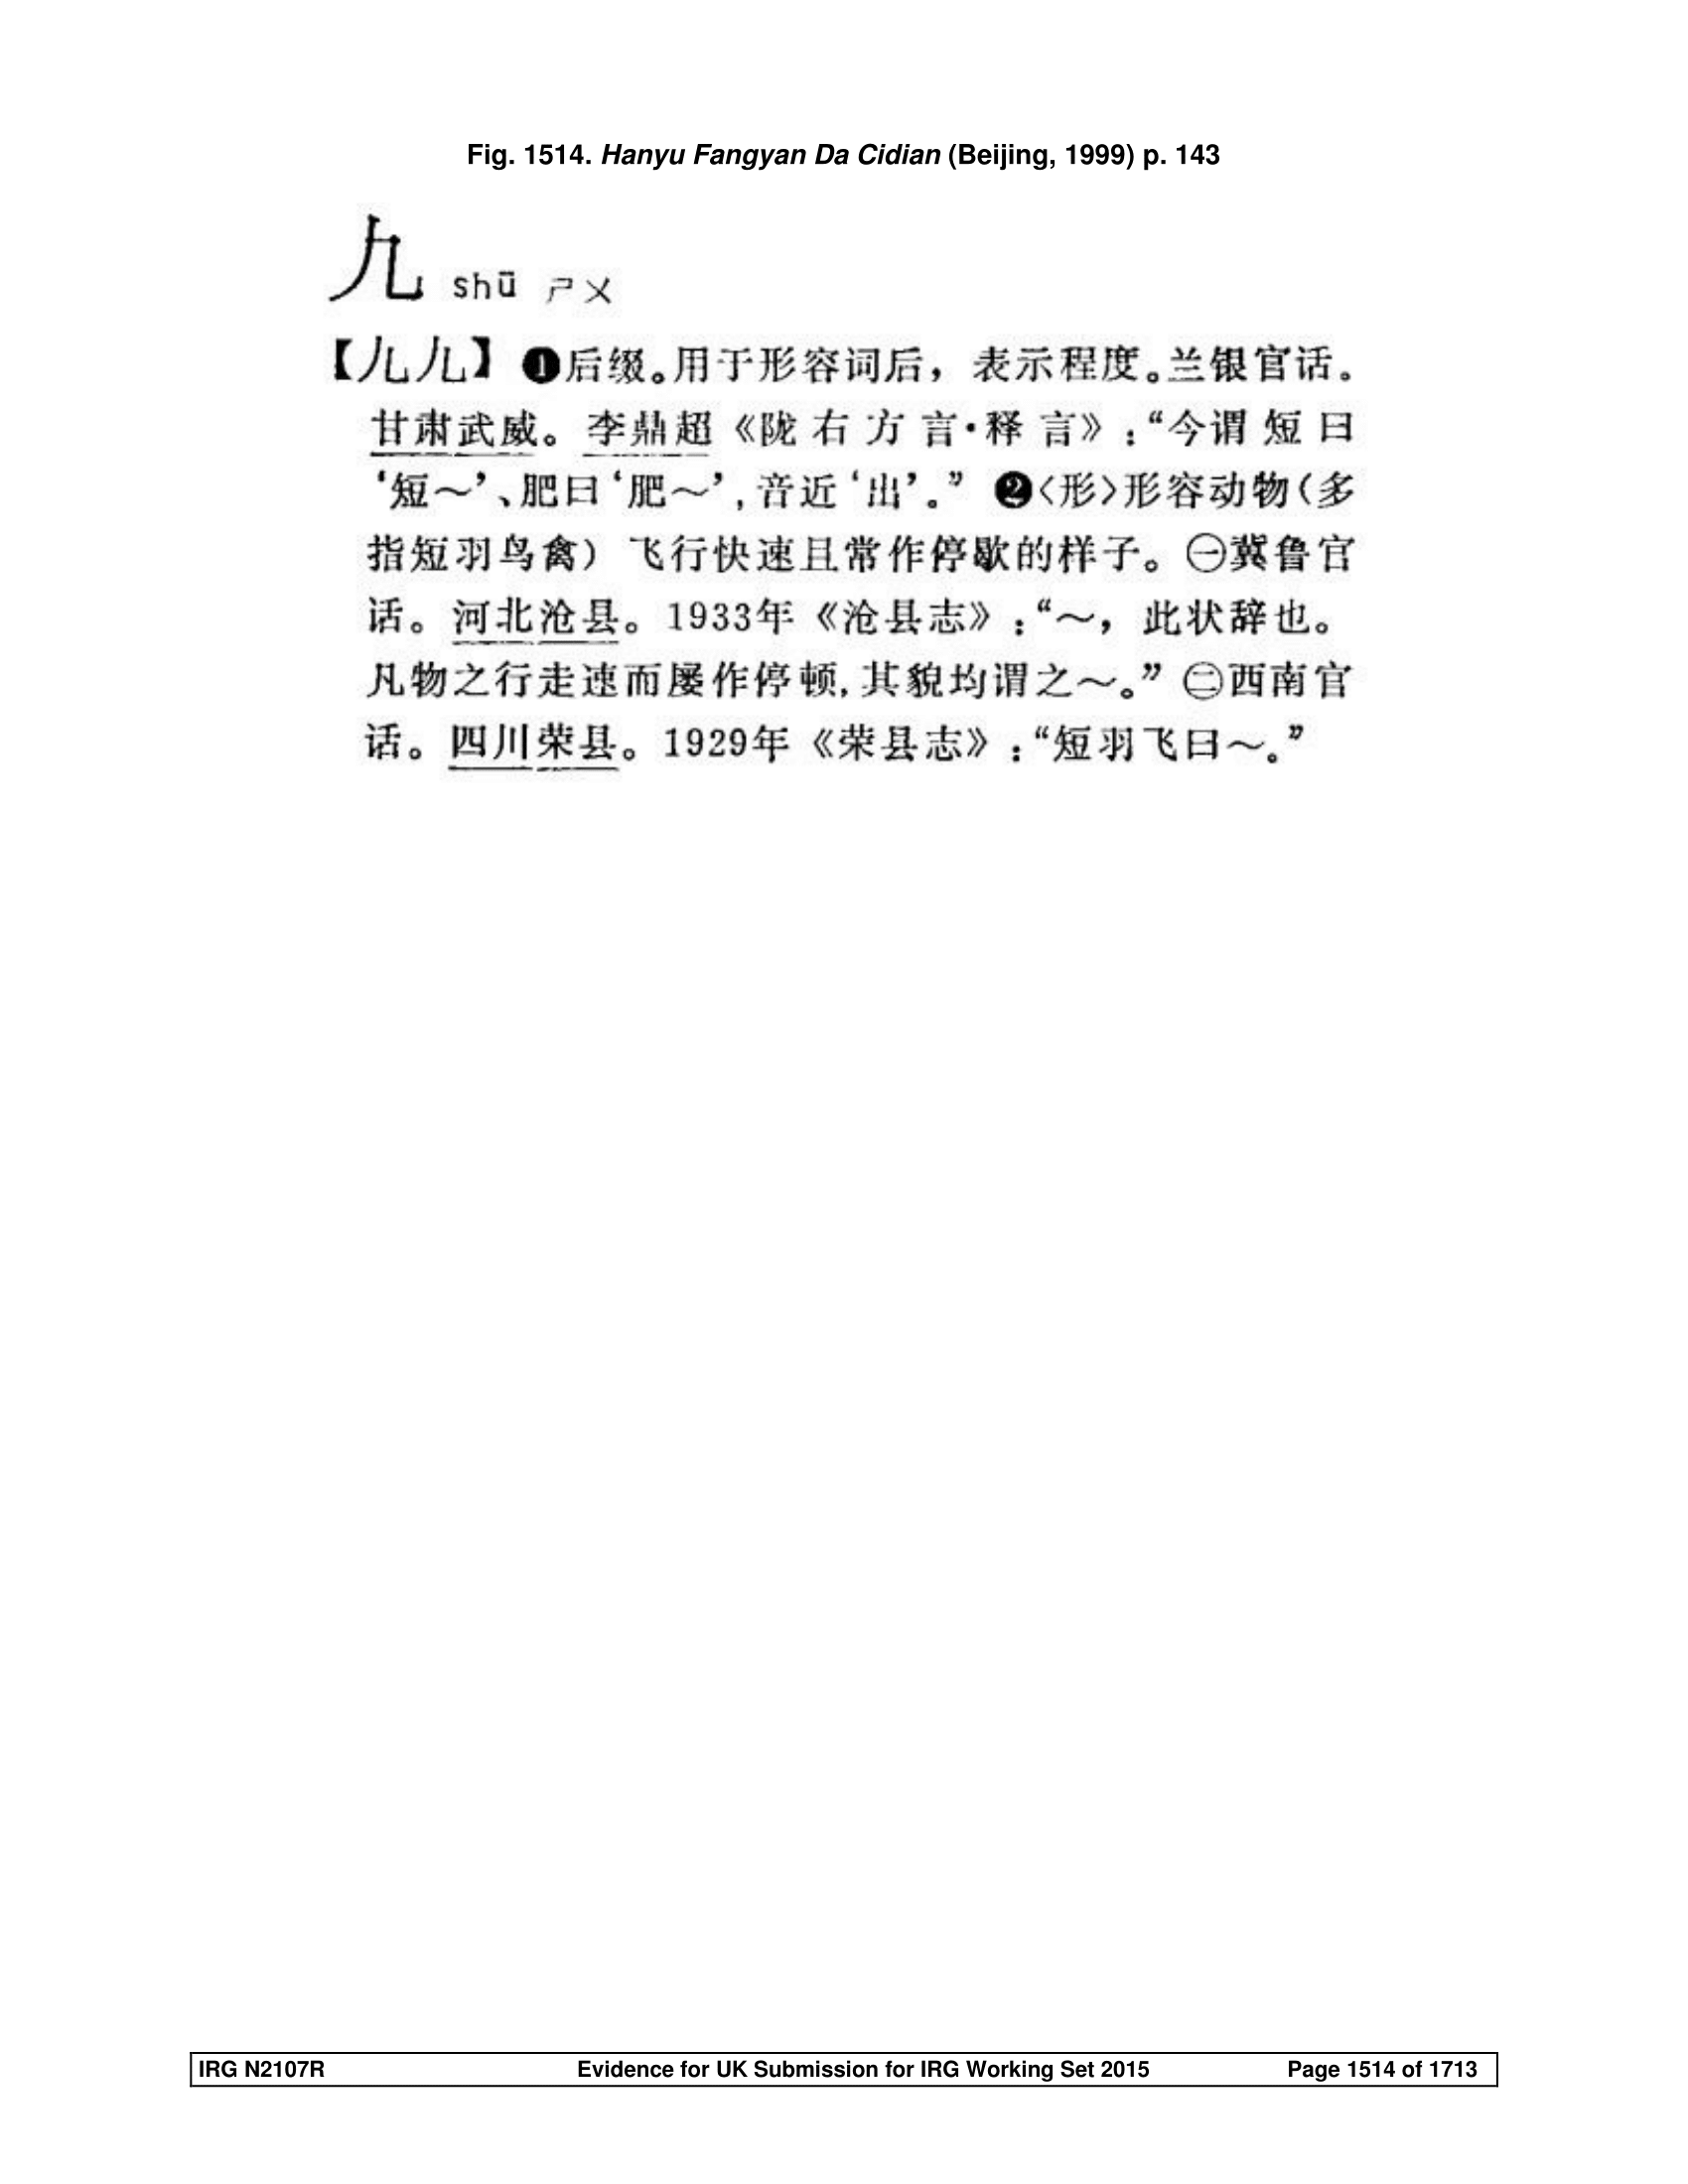 Fig. 1514. Hanyu Fangyan Da Cidian (Beijing, 1999) p. 143
shū ㄕㄨ
【】❶后缀。用于形容词后，表示程度。兰银官话。
甘肃武威。李鼎超《陇右方言·释言》：“今谓短曰
‘短～’、肥曰‘肥～’，音近‘出’。”❷〈形〉形容动物（多
指短羽鸟禽）飞行快速且常作停歇的样子。㊀冀鲁官
话。河北沧县。1933年《沧县志》：“～，此状辞也。
凡物之行走速而屡作停顿，其貌均谓之～。”㊁西南官
话。四川荣县。1929年《荣县志》：“短羽飞曰～。”
IRG N2107R Evidence for UK Submission for IRG Working Set 2015 Page 1514 of 1713